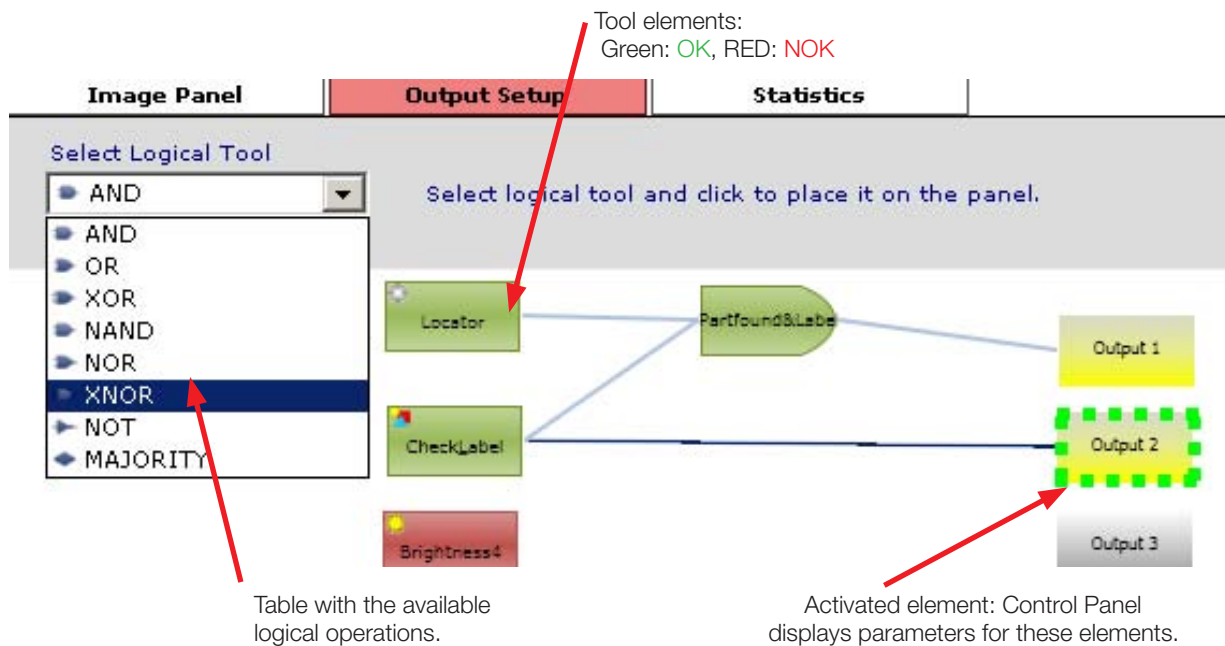 Tool elements:
Green: OK, RED: NOK
Image Panel
Output Setup
Statistics
Select Logical Tool
AND
Select logical tool and click to place it on the panel.
AND
OR
XOR
NAND
NOR
XNOR
NOT
MAJORITY
Locator
Partfound&Labe
Output 1
CheckLabel
Output 2
Brightness4
Output 3
Table with the available
logical operations.
Activated element: Control Panel
displays parameters for these elements.